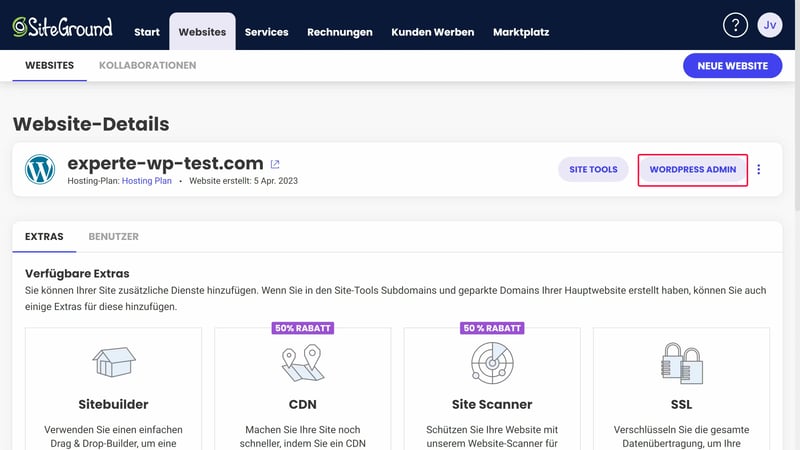 SiteGround
Start Websites Services Rechnungen Kunden Werben Marktplatz
? Jv
WEBSITES KOLLABORATIONEN
NEUE WEBSITE
Website-Details
experte-wp-test.com
Hosting-Plan: Hosting Plan • Website erstellt: 5 Apr. 2023
SITE TOOLS WORDPRESS ADMIN
EXTRAS BENUTZER
Verfügbare Extras
Sie können Ihrer Site zusätzliche Dienste hinzufügen. Wenn Sie in den Site-Tools Subdomains und geparkte Domains Ihrer Hauptwebsite erstellt haben, können Sie auch
einige Extras für diese hinzufügen.
Sitebuilder
Verwenden Sie einen einfachen
Drag & Drop-Builder, um eine
50% RABATT
CDN
Machen Sie Ihre Site noch
schneller, indem Sie ein CDN
50 % RABATT
Site Scanner
Schützen Sie Ihre Website mit
unserem Website-Scanner für
SSL
Verschlüsseln Sie die gesamte
Datenübertragung, um Ihre